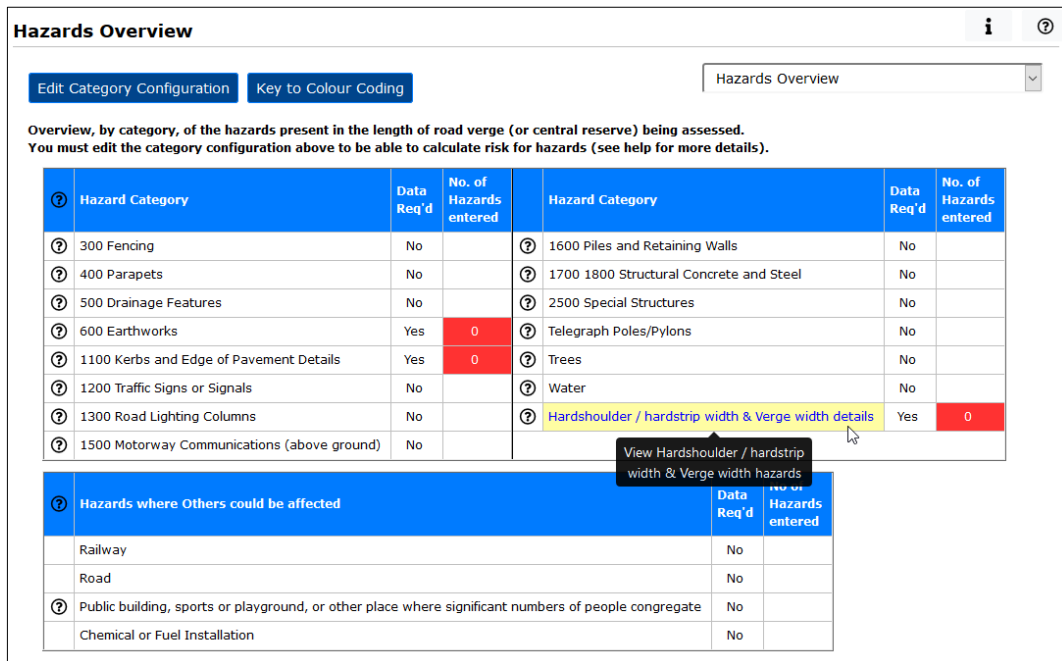 Hazards Overview
i
?
Edit Category Configuration
Key to Colour Coding
Hazards Overview
Overview, by category, of the hazards present in the length of road verge (or central reserve) being assessed.
You must edit the category configuration above to be able to calculate risk for hazards (see help for more details).
? Hazard Category Data Req'd No. of Hazards entered Hazard Category Data Req'd No. of Hazards entered
? 300 Fencing No ? 1600 Piles and Retaining Walls No
? 400 Parapets No ? 1700 1800 Structural Concrete and Steel No
? 500 Drainage Features No ? 2500 Special Structures No
? 600 Earthworks Yes 0 ? Telegraph Poles/Pylons No
? 1100 Kerbs and Edge of Pavement Details Yes 0 ? Trees No
? 1200 Traffic Signs or Signals No ? Water No
? 1300 Road Lighting Columns No ? Hardshoulder / hardstrip width & Verge width details Yes 0
? 1500 Motorway Communications (above ground) No
View Hardshoulder / hardstrip
width & Verge width hazards
? Hazards where Others could be affected Data Req'd No of Hazards entered
Railway No
Road No
? Public building, sports or playground, or other place where significant numbers of people congregate No
Chemical or Fuel Installation No